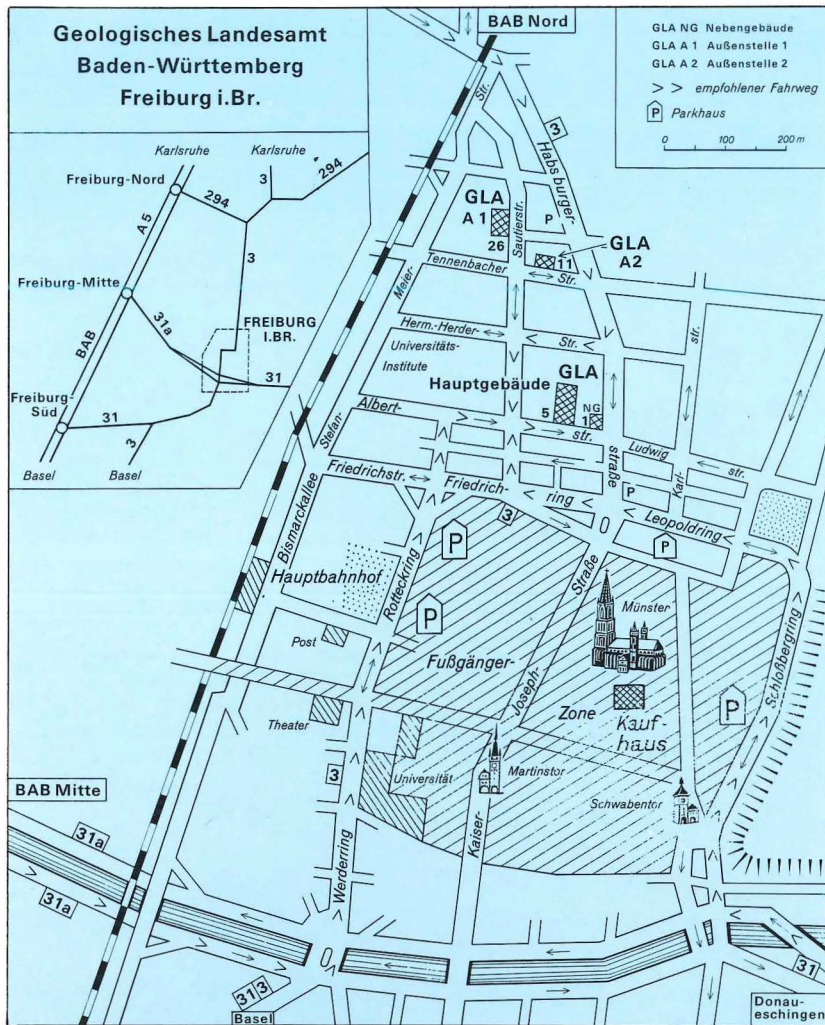 Geologisches Landesamt
Baden-Württemberg
Freiburg i.Br.
BAB Nord
GLA NG Nebengebäude
GLA A 1 Außenstelle 1
GLA A 2 Außenstelle 2
> > empfohlener Fahrweg
P Parkhaus
0 100 200 m
Karlsruhe
Karlsruhe
294
Freiburg-Nord
294
3
A 5
3
Freiburg-Mitte
31a
FREIBURG
I.BR.
BAB
31
Freiburg-
Süd
31
3
Basel
Basel
Str.
3
Habsburger-
GLA
A 1
26
Sautierstr.
P
GLA
A2
11
Tennenbacher
Str.
Meier-
Herm.-Herder-
Str.
str.
Universitäts-
Institute
Hauptgebäude
GLA
5
NG
1
Albert-
str.
Stefan-
straße
Ludwig
str.
Karl-
Friedrichstr.
Friedrich-
ring
P
Leopoldring
3
P
P
Bismarckallee
Hauptbahnhof
Rotteckring
P
Straße
Münster
Post
Fußgänger-
Joseph-
Zone
Kauf-
haus
P
Schloßbergring
Theater
3
Universität
Martinstor
Schwabentor
BAB Mitte
31a
31a
Werderring
Kaiser-
31 3
Basel
31
Donau-
eschingen